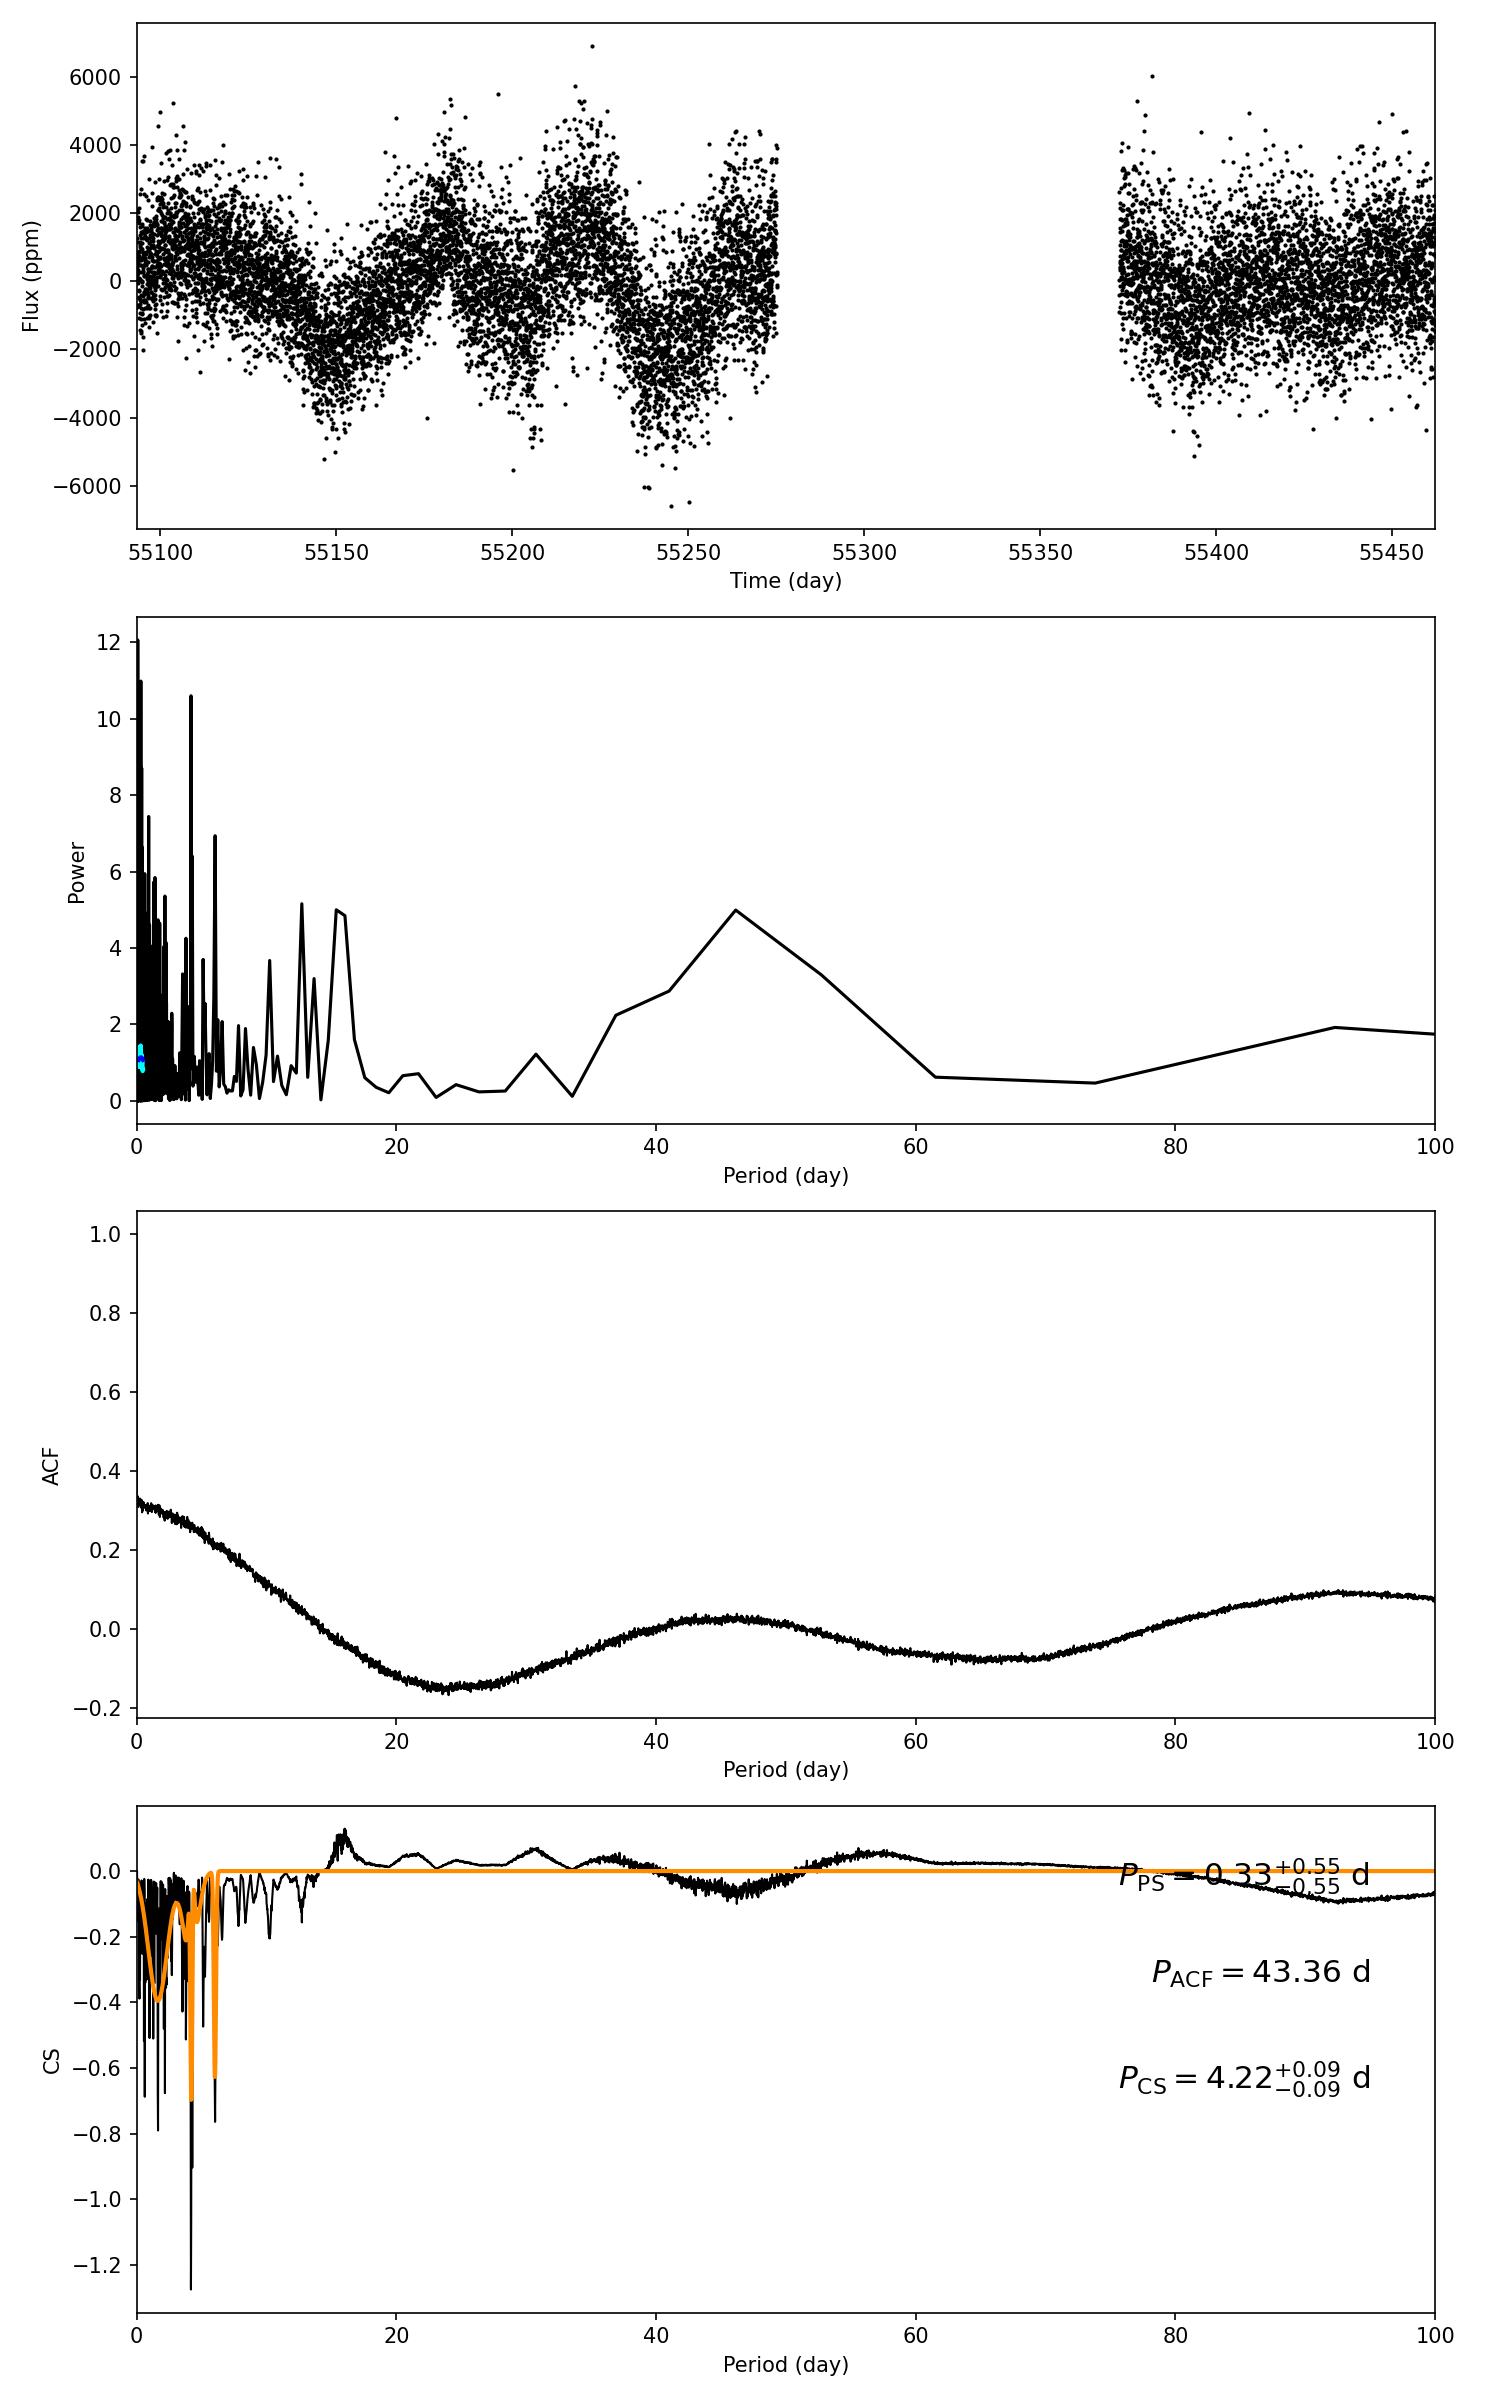 6000
4000
2000
0
−2000
−4000
−6000
Flux (ppm)
55100 55150 55200 55250 55300 55350 55400 55450
Time (day)
12
10
8
6
4
2
0
Power
0 20 40 60 80 100
Period (day)
1.0
0.8
0.6
0.4
0.2
0.0
−0.2
ACF
0 20 40 60 80 100
Period (day)
0.0
−0.2
−0.4
−0.6
−0.8
−1.0
−1.2
CS
P_PS = 0.33^{+0.55}_{−0.55} d
P_ACF = 43.36 d
P_CS = 4.22^{+0.09}_{−0.09} d
0 20 40 60 80 100
Period (day)